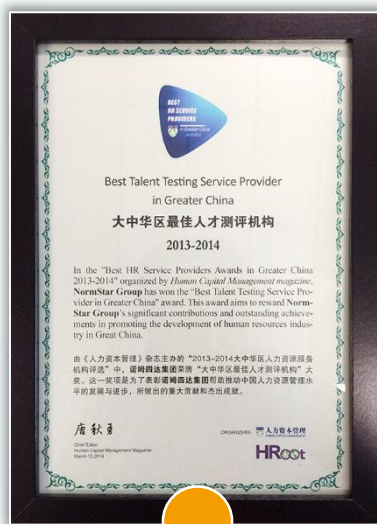 BEST
HR SERVICE
PROVIDERS
in Greater China
Best Talent Testing Service Provider
in Greater China
大中华区最佳人才测评机构
2013-2014
In the "Best HR Service Providers Awards in Greater China
2013-2014" organized by Human Capital Management magazine,
NormStar Group has won the "Best Talent Testing Service Pro-
vider in Greater China" award. This award aims to reward Norm-
Star Group's significant contributions and outstanding achieve-
ments in promoting the development of human resources indus-
try in Great China.
由《人力资本管理》杂志主办的“2013-2014大中华区人力资源服务
机构评选”中，诺姆四达集团荣膺“大中华区最佳人才测评机构”大
奖。这一奖项是为了表彰诺姆四达集团帮助推动中国人力资源管理水
平的发展与进步，所做出的重大贡献和杰出成就。
唐秋勇
Chief Editor
Human Capital Management Magazine
March 13,2014
ORGANIZERS:
人力资本管理
HUMAN CAPITAL MANAGEMENT
HRoot